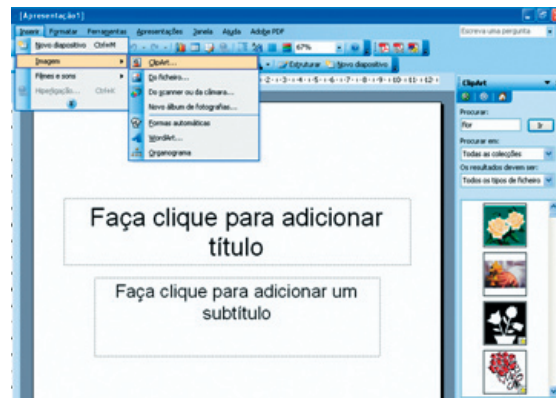 [Apresentação1]
Inserir Formatar Ferramentas Apresentações Janela Ajuda Adobe PDF
Escreva uma pergunta
Novo diapositivo Ctrl+M
67%
Imagem
ClipArt...
Estruturar Novo diapositivo
Filmes e sons
Do ficheiro...
Hiperligação... Ctrl+K
Do scanner ou da câmara...
Novo álbum de fotografias...
Formas automáticas
WordArt...
Organograma
ClipArt
Procurar:
flor
Ir
Procurar em:
Todas as colecções
Os resultados devem ser:
Todos os tipos de ficheiro
Faça clique para adicionar
título
Faça clique para adicionar um
subtítulo